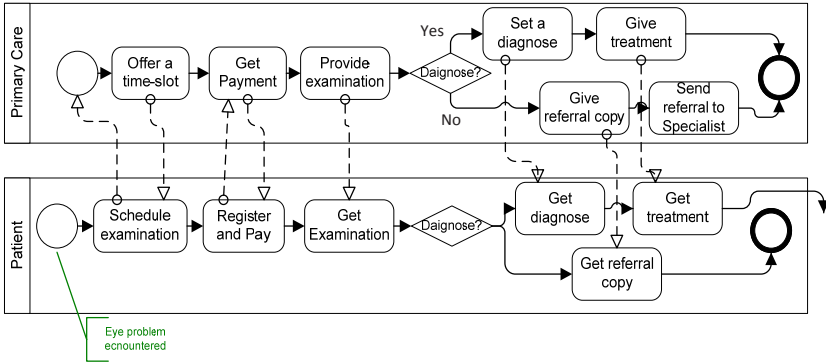 Primary Care
Offer a
time-slot
Get
Payment
Provide
examination
Daignose?
Yes
No
Set a
diagnose
Give
treatment
Give
referral copy
Send
referral to
Specialist
Patient
Schedule
examination
Register
and Pay
Get
Examination
Daignose?
Get
diagnose
Get
treatment
Get referral
copy
Eye problem
ecnountered